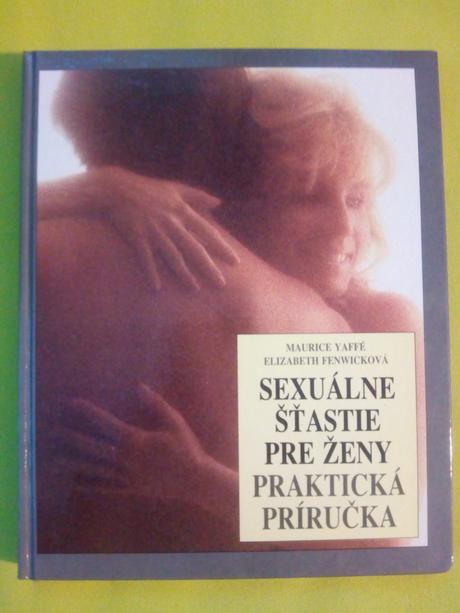 MAURICE YAFFÉ
ELIZABETH FENWICKOVÁ
SEXUÁLNE
ŠŤASTIE
PRE ŽENY
PRAKTICKÁ
PRÍRUČKA